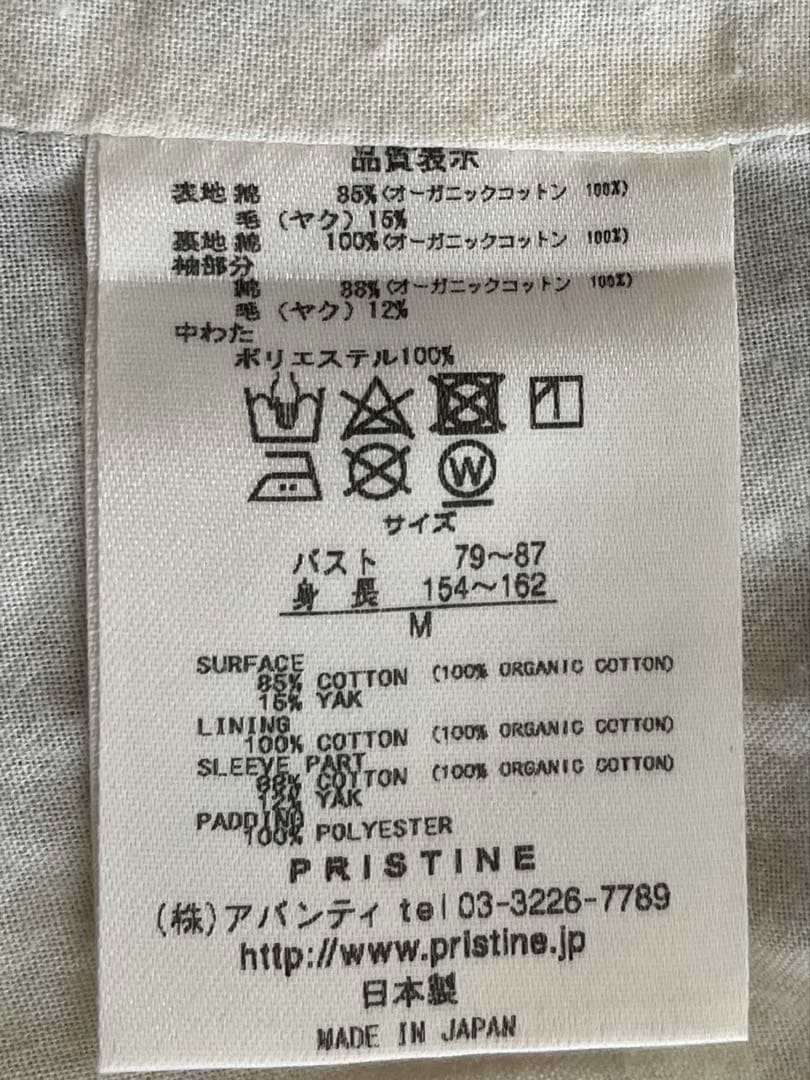 品質表示
表地 綿 85%(オーガニックコットン 100%)
毛(ヤク)15%
裏地 綿 100%(オーガニックコットン 100%)
袖部分
綿 88%(オーガニックコットン 100%)
毛(ヤク)12%
中わた
ポリエステル100%
W
サイズ
バスト 79～87
身長 154～162
M
SURFACE
85% COTTON (100% ORGANIC COTTON)
15% YAK
LINING
100% COTTON (100% ORGANIC COTTON)
SLEEVE PART
88% COTTON (100% ORGANIC COTTON)
12% YAK
PADDING
100% POLYESTER
PRISTINE
(株)アバンティ tel 03-3226-7789
http://www.pristine.jp
日本製
MADE IN JAPAN